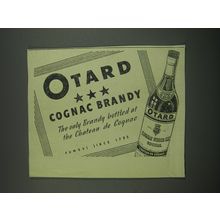 OTARD
★★★
COGNAC BRANDY
The only Brandy bottled at
the Chateau de Cognac
FAMOUS SINCE 1795
OTARD